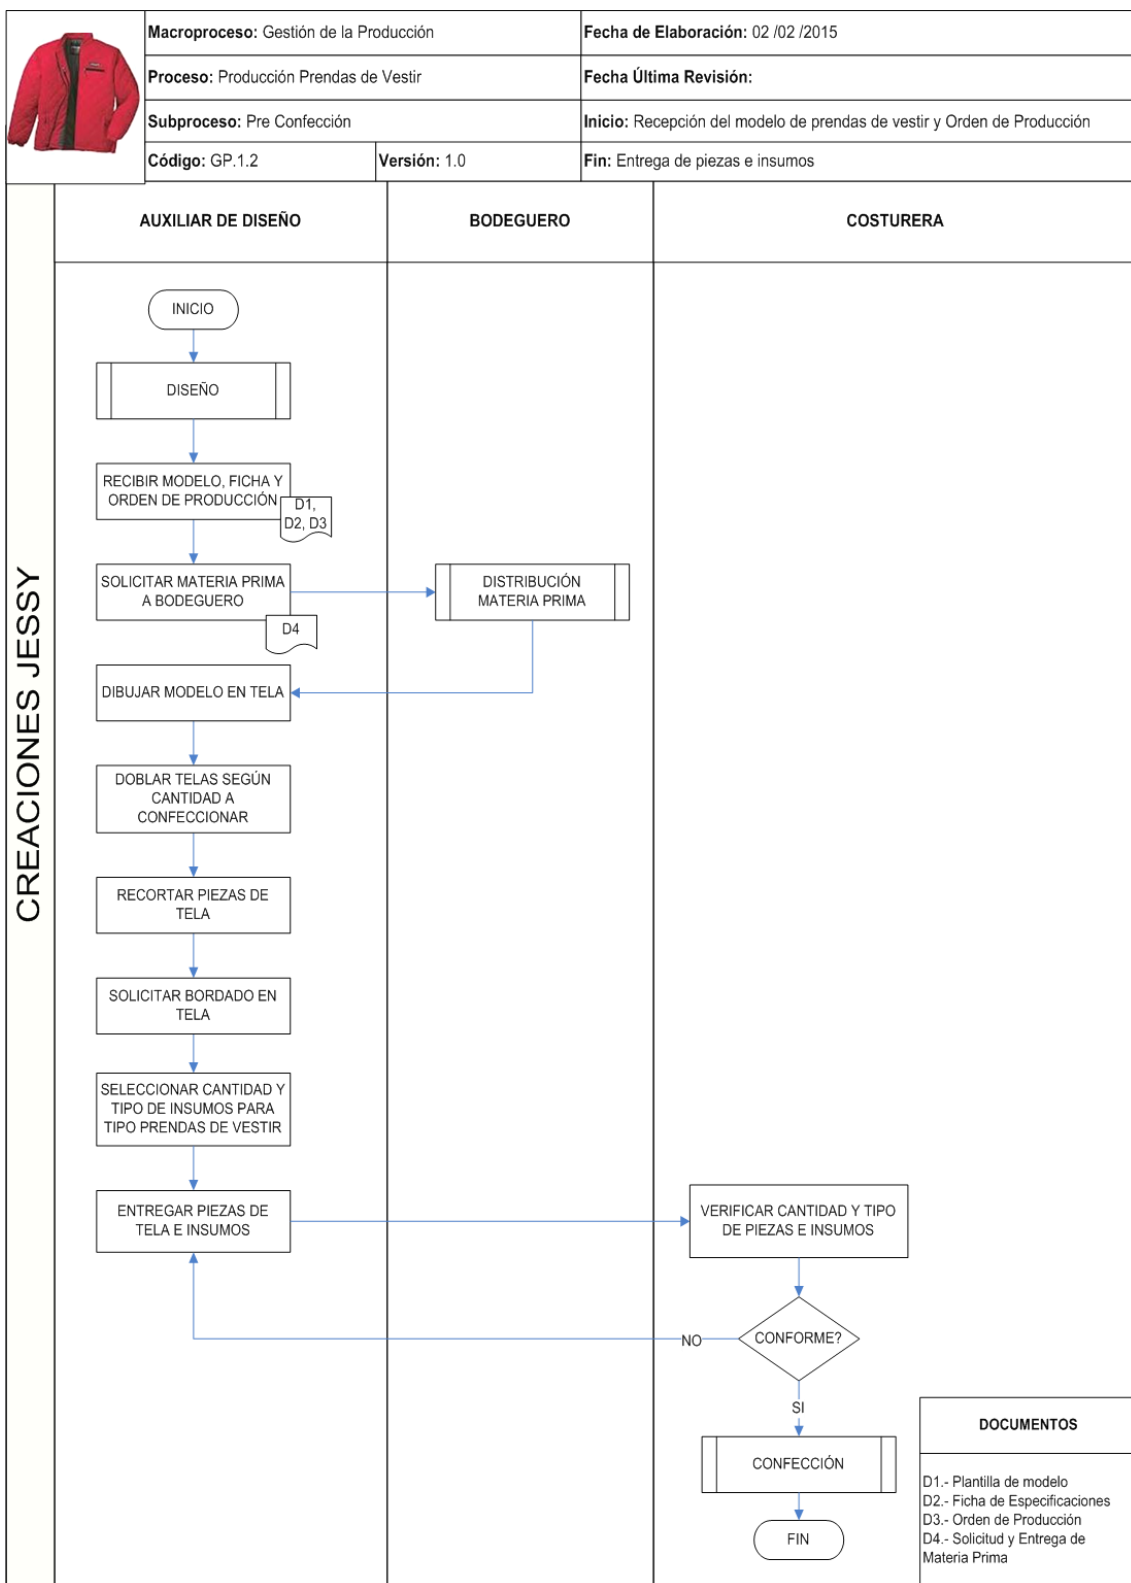 Macroproceso: Gestión de la Producción
Fecha de Elaboración: 02 /02 /2015
Proceso: Producción Prendas de Vestir
Fecha Última Revisión:
Subproceso: Pre Confección
Inicio: Recepción del modelo de prendas de vestir y Orden de Producción
Código: GP.1.2
Versión: 1.0
Fin: Entrega de piezas e insumos
CREACIONES JESSY
AUXILIAR DE DISEÑO
BODEGUERO
COSTURERA
INICIO
DISEÑO
RECIBIR MODELO, FICHA Y
ORDEN DE PRODUCCIÓN
D1,
D2, D3
SOLICITAR MATERIA PRIMA
A BODEGUERO
D4
DISTRIBUCIÓN
MATERIA PRIMA
DIBUJAR MODELO EN TELA
DOBLAR TELAS SEGÚN
CANTIDAD A
CONFECCIONAR
RECORTAR PIEZAS DE
TELA
SOLICITAR BORDADO EN
TELA
SELECCIONAR CANTIDAD Y
TIPO DE INSUMOS PARA
TIPO PRENDAS DE VESTIR
ENTREGAR PIEZAS DE
TELA E INSUMOS
VERIFICAR CANTIDAD Y TIPO
DE PIEZAS E INSUMOS
CONFORME?
NO
SI
CONFECCIÓN
FIN
DOCUMENTOS
D1.- Plantilla de modelo
D2.- Ficha de Especificaciones
D3.- Orden de Producción
D4.- Solicitud y Entrega de
Materia Prima